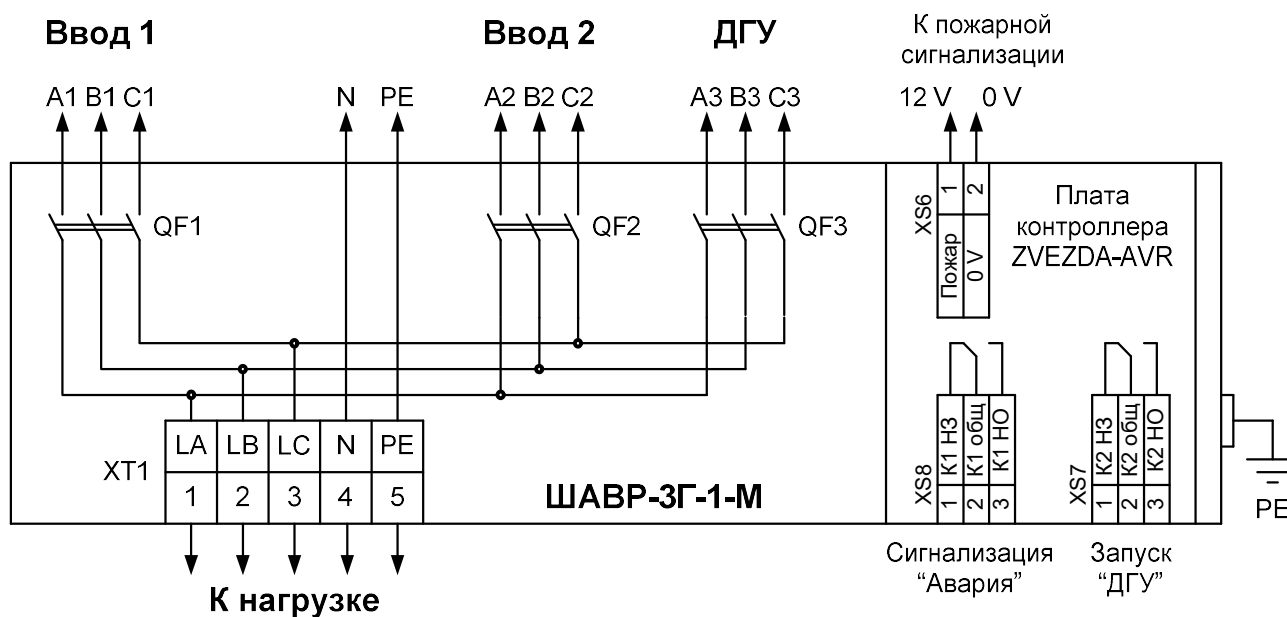 Ввод 1
Ввод 2
ДГУ
К пожарной
сигнализации
A1 B1 C1
N PE
A2 B2 C2
A3 B3 C3
12 V 0 V
QF1
QF2
QF3
XS6
1 2
Пожар
0 V
Плата
контроллера
ZVEZDA-AVR
XT1
LA LB LC N PE
1 2 3 4 5
ШАВР-3Г-1-М
XS8
К1 НЗ
К1 общ
К1 НО
1 2 3
XS7
К2 НЗ
К2 общ
К2 НО
1 2 3
PE
К нагрузке
Сигнализация
“Авария”
Запуск
“ДГУ”